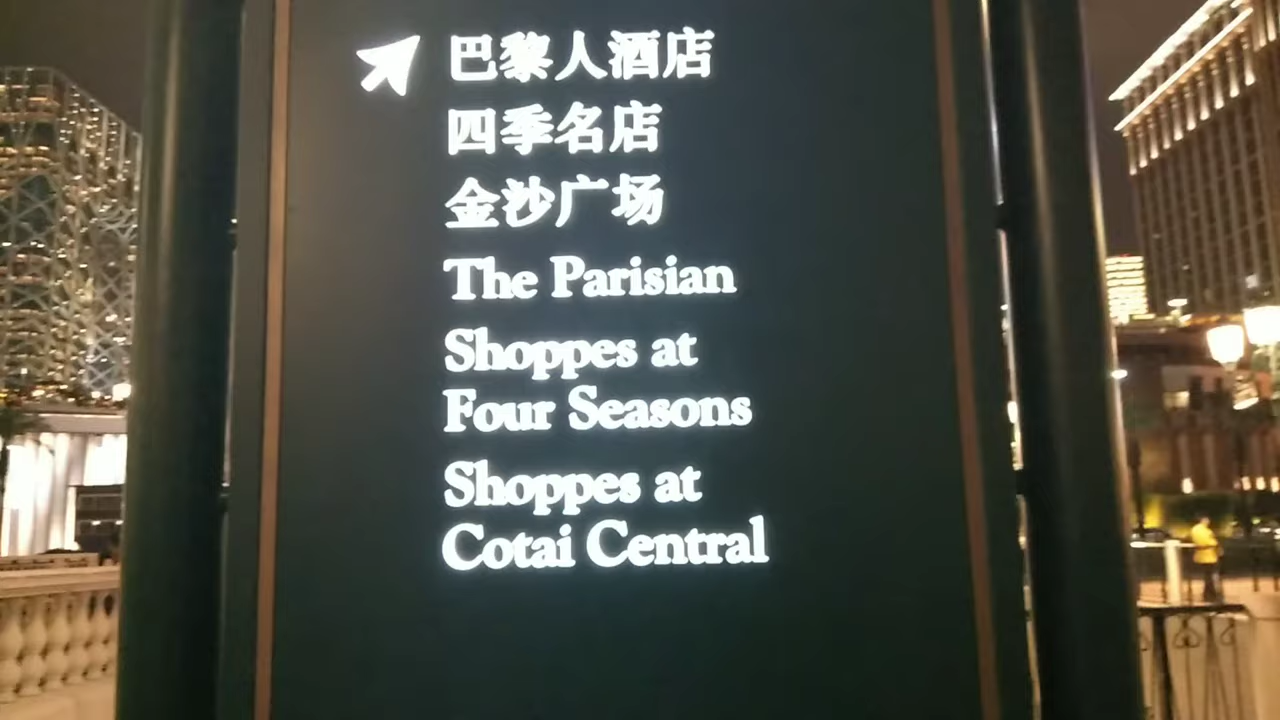 巴黎人酒店
四季名店
金沙广场
The Parisian
Shoppes at
Four Seasons
Shoppes at
Cotai Central